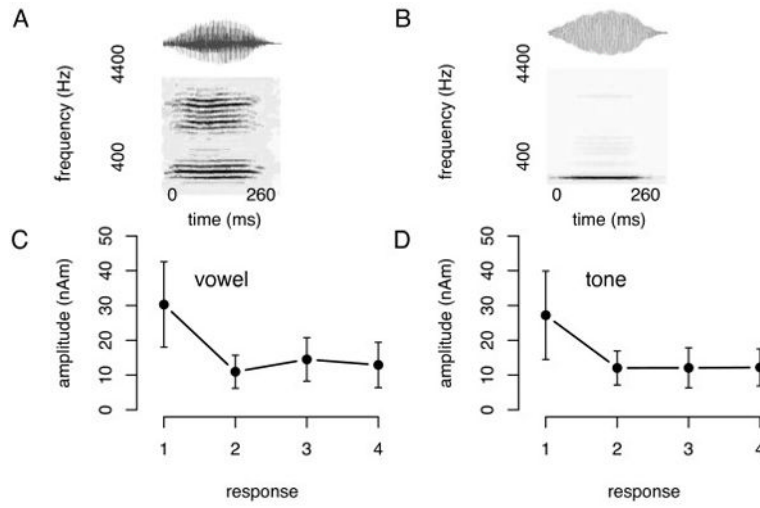 A
B
frequency (Hz)
4400
400
0
260
time (ms)
frequency (Hz)
4400
400
0
260
time (ms)
C
amplitude (nAm)
50
40
30
20
10
0
vowel
1
2
3
4
response
D
amplitude (nAm)
50
40
30
20
10
0
tone
1
2
3
4
response